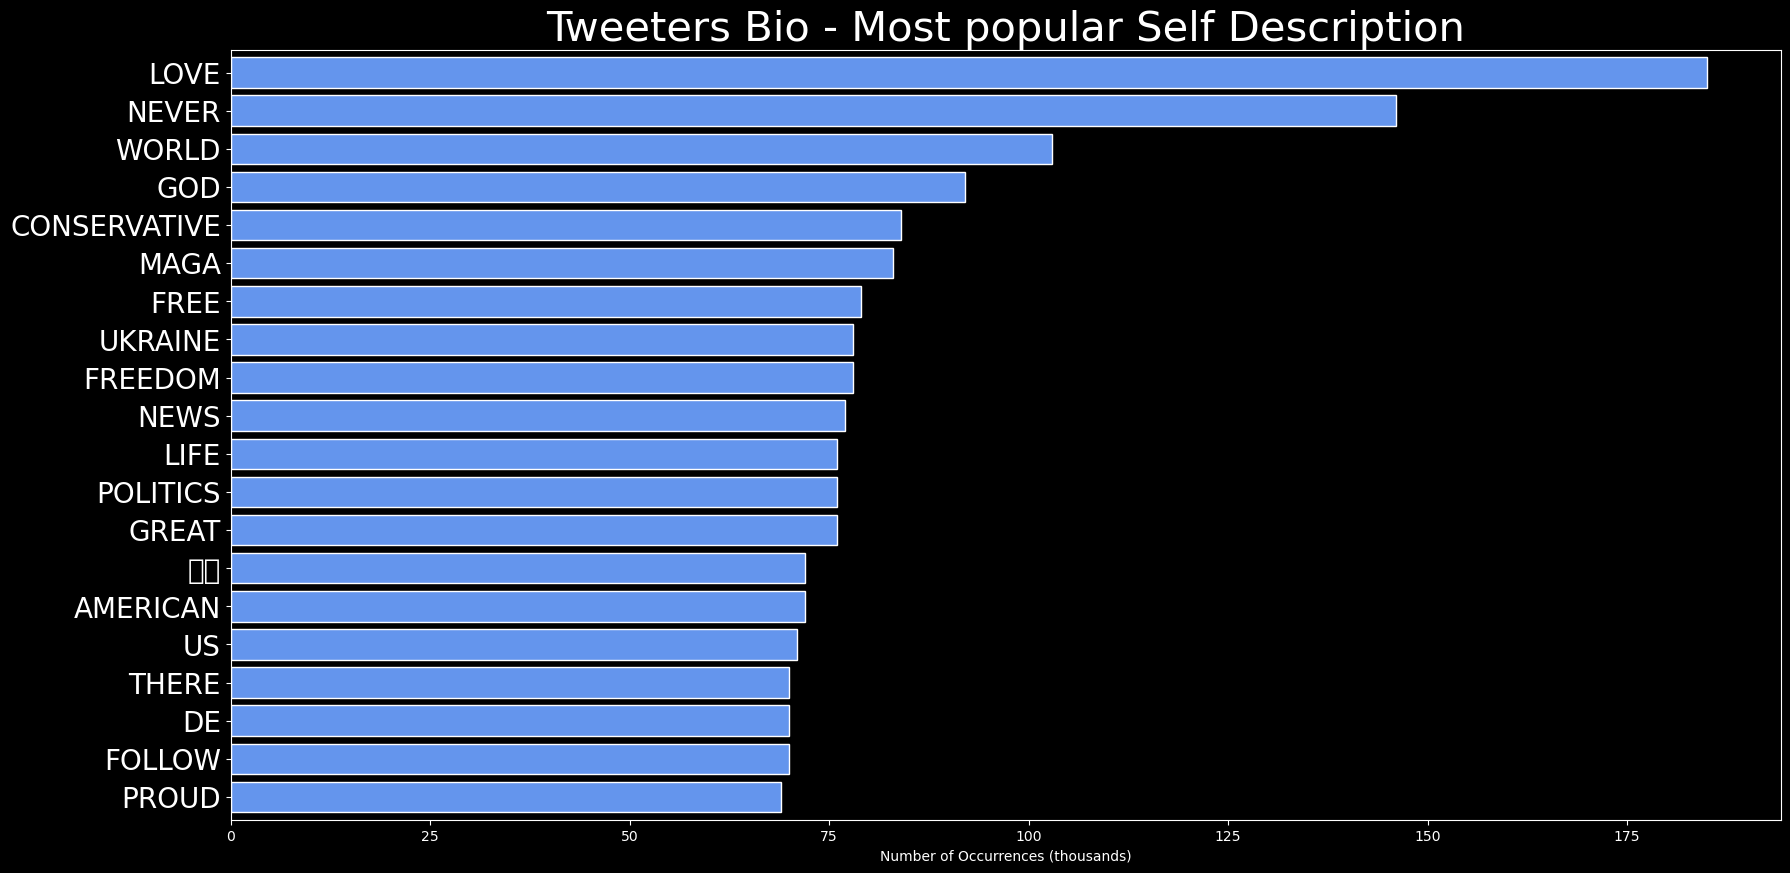 Tweeters Bio - Most popular Self Description
LOVE
NEVER
WORLD
GOD
CONSERVATIVE
MAGA
FREE
UKRAINE
FREEDOM
NEWS
LIFE
POLITICS
GREAT
AMERICAN
US
THERE
DE
FOLLOW
PROUD
0 25 50 75 100 125 150 175
Number of Occurrences (thousands)